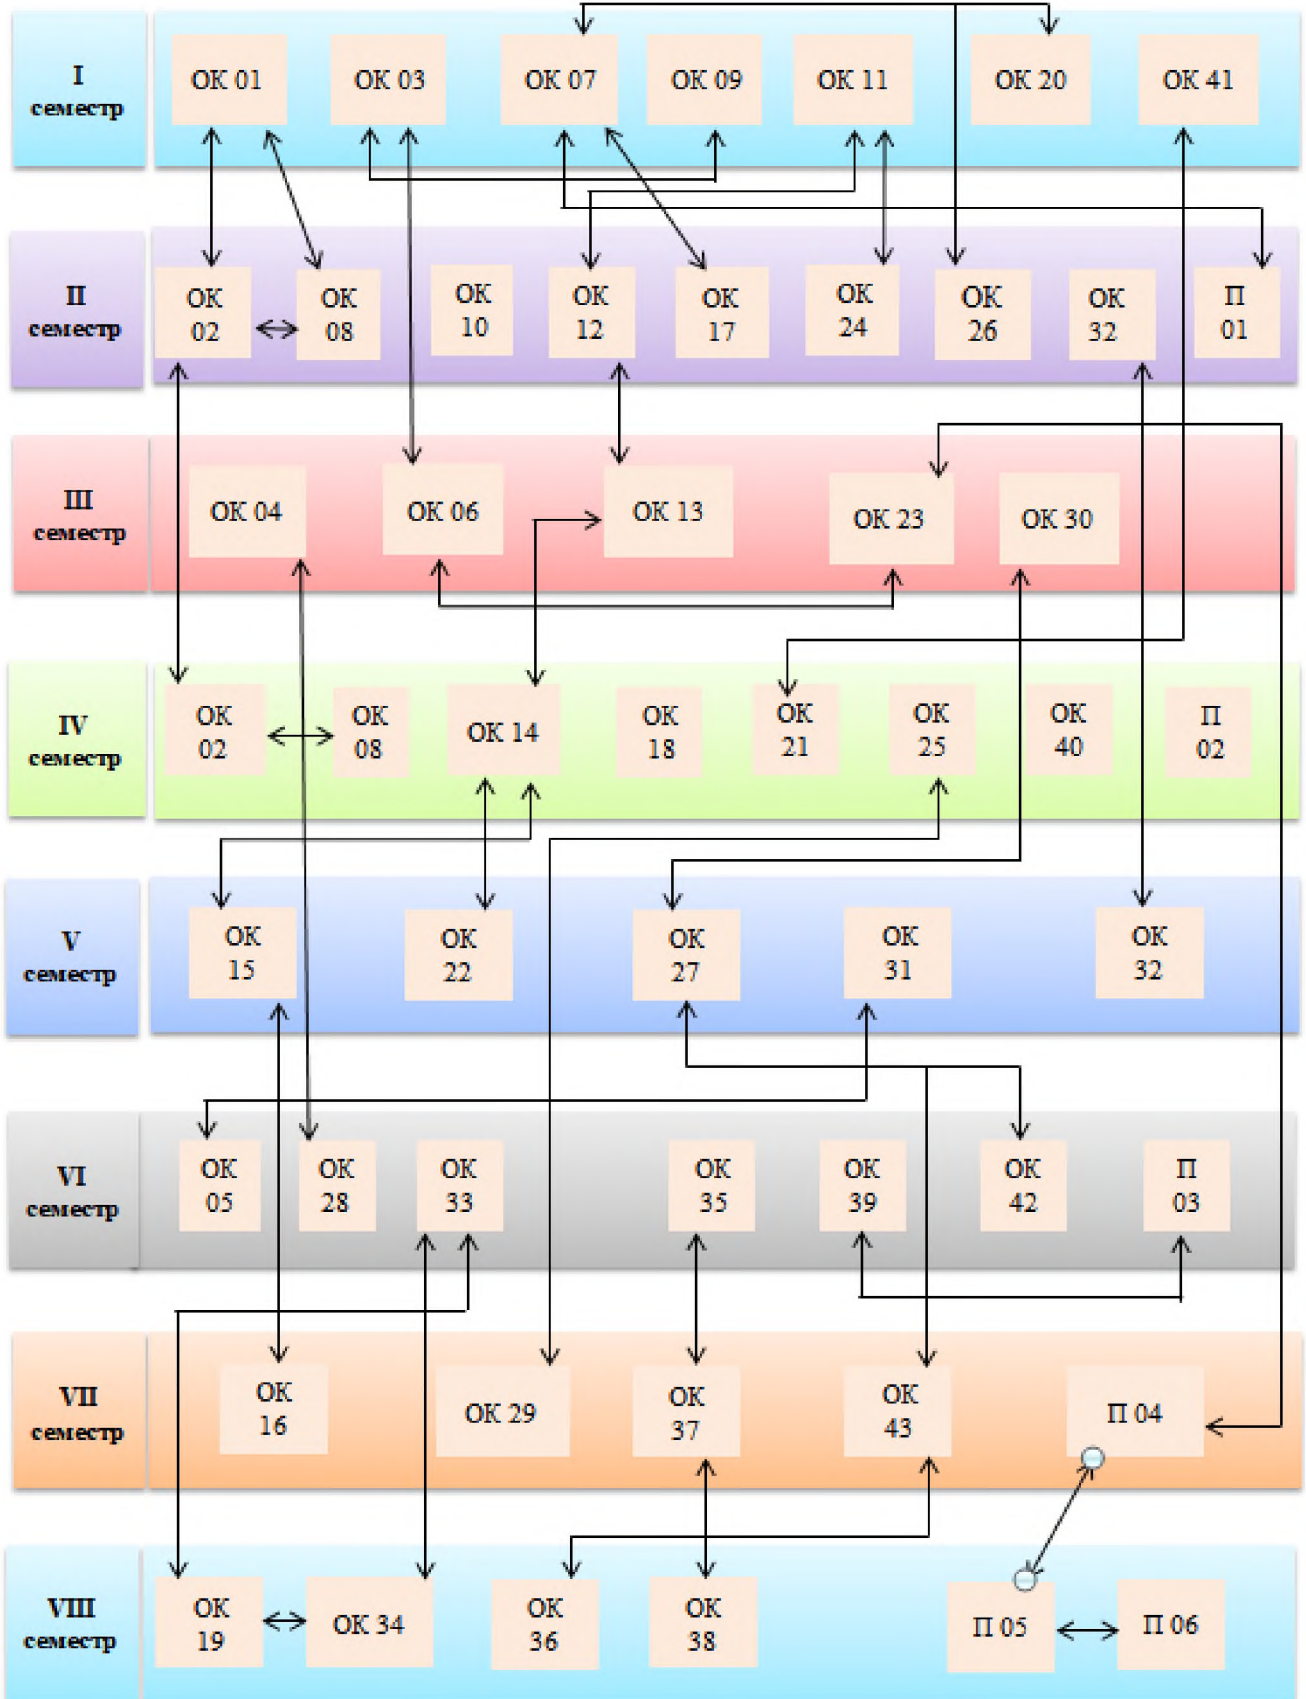 I
семестр
ОК 01
ОК 03
ОК 07
ОК 09
ОК 11
ОК 20
ОК 41
II
семестр
ОК
02
ОК
08
ОК
10
ОК
12
ОК
17
ОК
24
ОК
26
ОК
32
П
01
III
семестр
ОК 04
ОК 06
ОК 13
ОК 23
ОК 30
IV
семестр
ОК
02
ОК
08
ОК 14
ОК
18
ОК
21
ОК
25
ОК
40
П
02
V
семестр
ОК
15
ОК
22
ОК
27
ОК
31
ОК
32
VI
семестр
ОК
05
ОК
28
ОК
33
ОК
35
ОК
39
ОК
42
П
03
VII
семестр
ОК
16
ОК 29
ОК
37
ОК
43
П 04
VIII
семестр
ОК
19
ОК 34
ОК
36
ОК
38
П 05
П 06